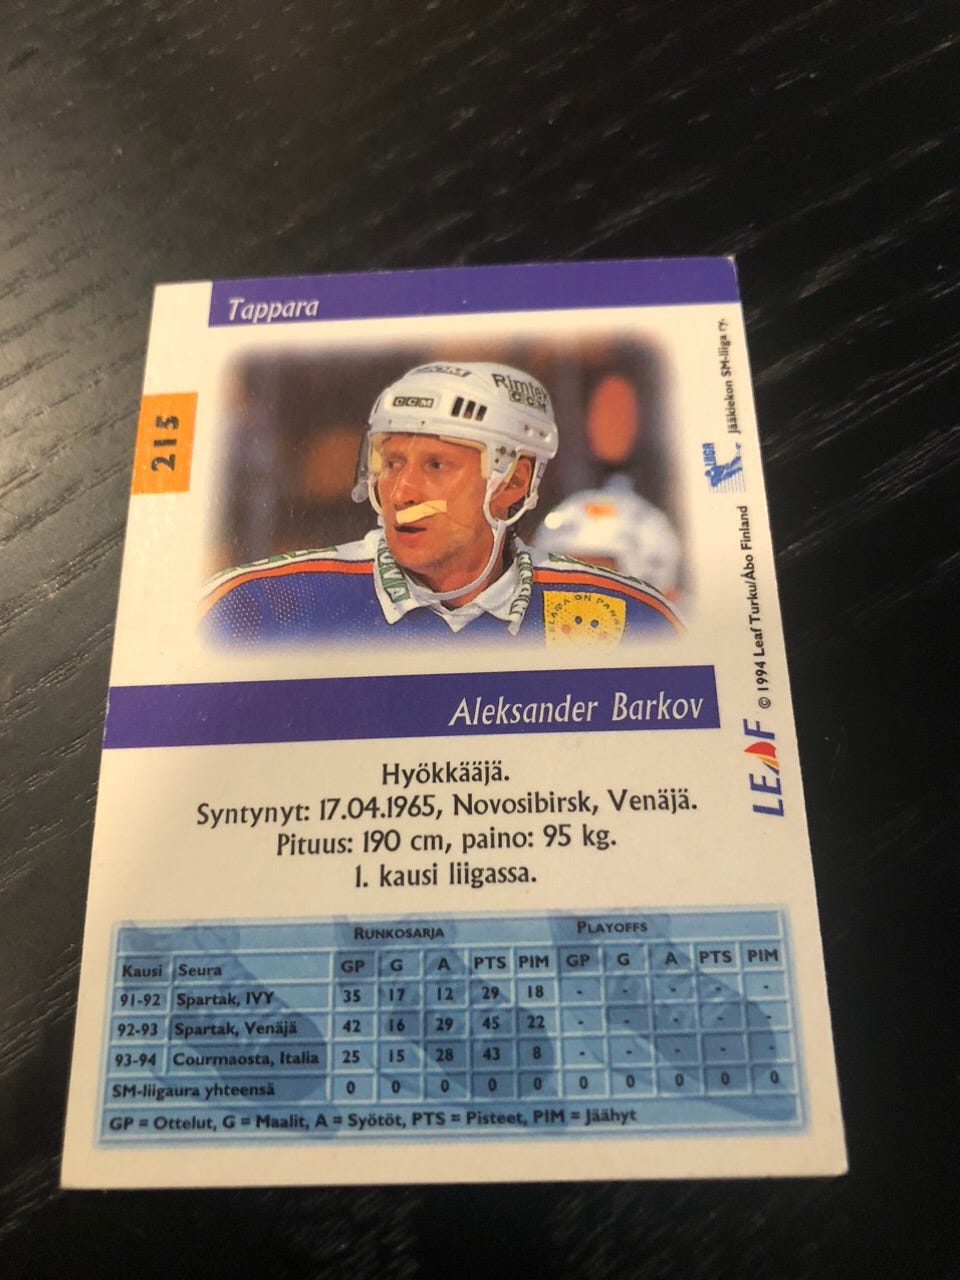 Tappara
215
CCM
Rimtek
CCM
LIIGA
Jääkiekon SM-liiga ry.
© 1994 Leaf Turku/Åbo Finland
LEAF
Aleksander Barkov
Hyökkääjä.
Syntynyt: 17.04.1965, Novosibirsk, Venäjä.
Pituus: 190 cm, paino: 95 kg.
1. kausi liigassa.
RUNKOSARJA PLAYOFFS
Kausi Seura GP G A PTS PIM GP G A PTS PIM
91-92 Spartak, IVY 35 17 12 29 18 - - - - -
92-93 Spartak, Venäjä 42 16 29 45 22 - - - - -
93-94 Courmaosta, Italia 25 15 28 43 8 - - - - -
SM-liigaura yhteensä 0 0 0 0 0 0 0 0 0 0
GP = Ottelut, G = Maalit, A = Syötöt, PTS = Pisteet, PIM = Jäähyt